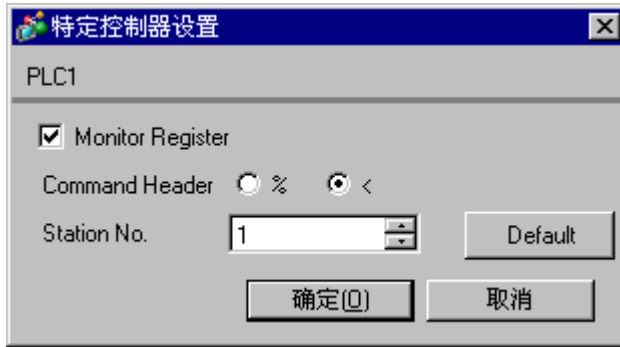 特定控制器设置
PLC1
Monitor Register
Command Header % <
Station No. 1 Default
确定(O) 取消